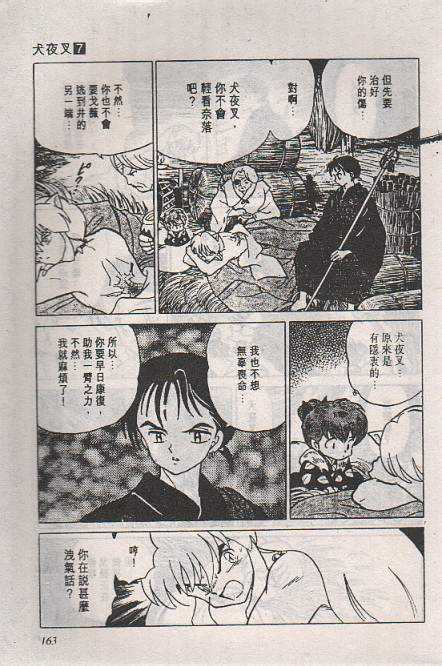 犬夜叉7
但先要
治好
你的傷…
對啊…
犬夜叉，
你不會
輕看奈落
吧？
不然…
你也不會
要戈薇
逃到井的
另一端…
ピク？
犬夜叉…
原來是
有隱衷的…
我也不想
無辜喪命…
所以…
你要早日康復，
助我一臂之力，
不然…
我就麻煩了！
哼！
你在説甚麼
洩氣話？
163